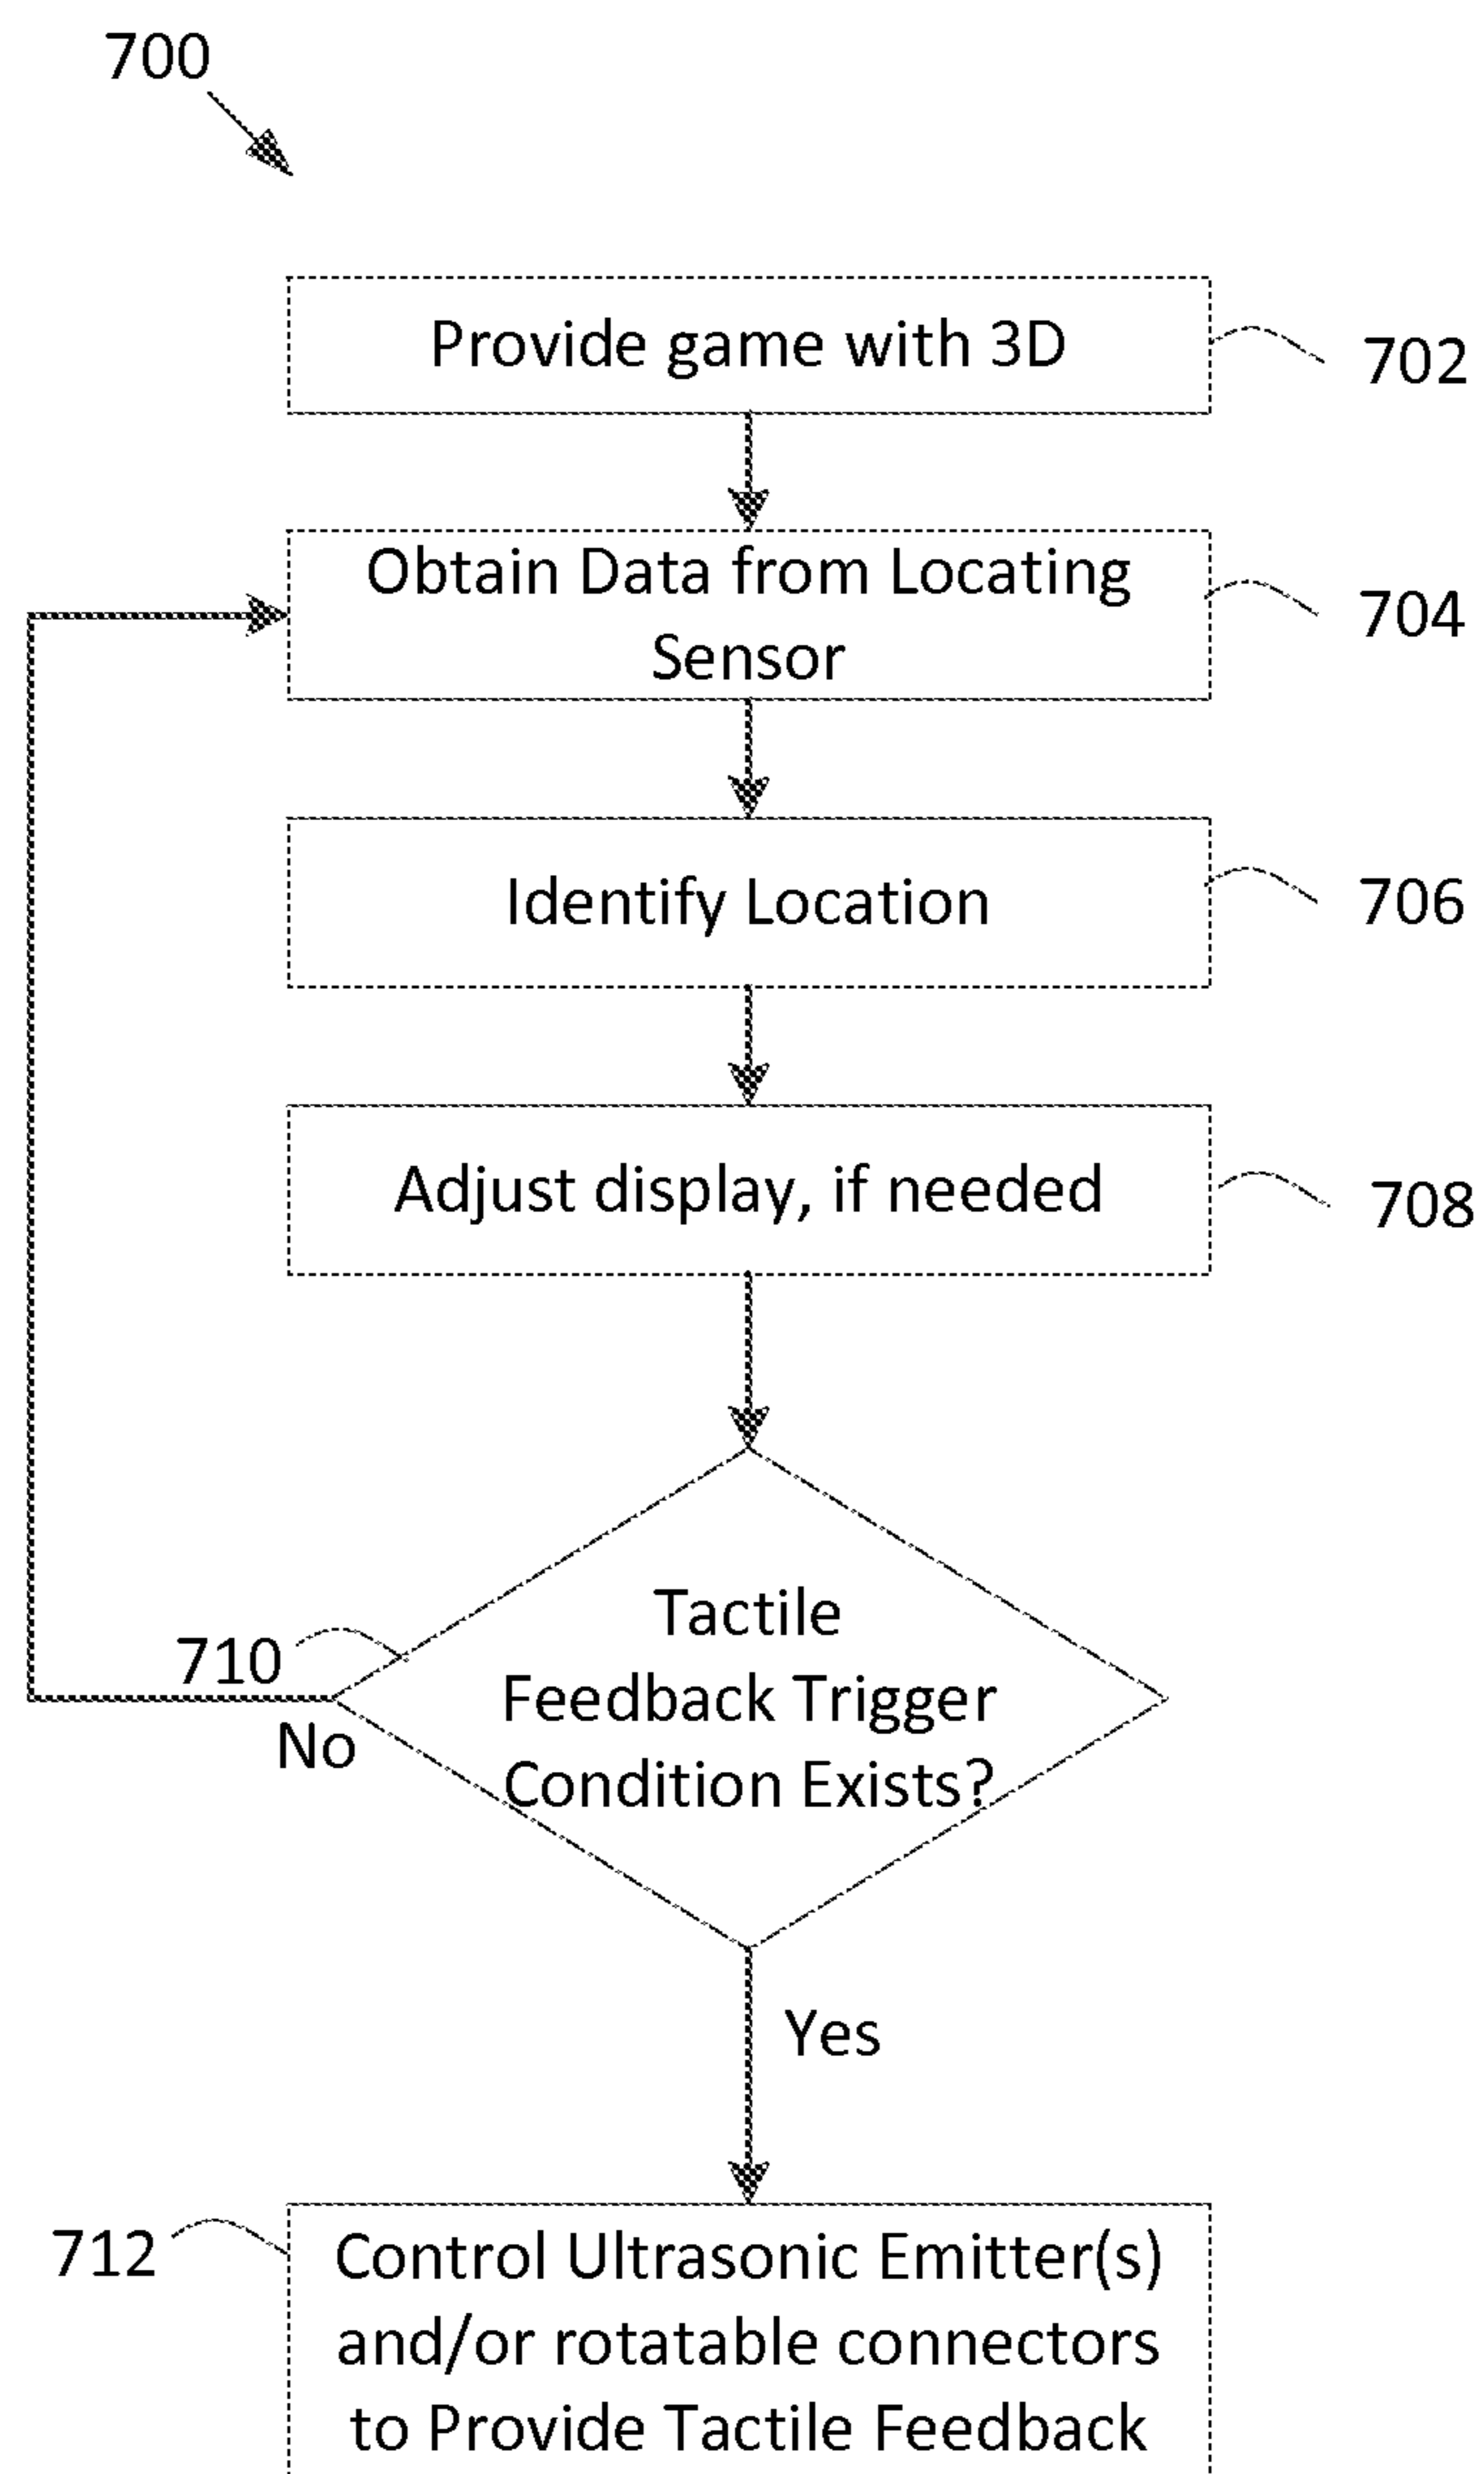 700
Provide game with 3D
702
Obtain Data from Locating
Sensor
704
Identify Location
706
Adjust display, if needed
708
Tactile
Feedback Trigger
Condition Exists?
710
No
Yes
712
Control Ultrasonic Emitter(s)
and/or rotatable connectors
to Provide Tactile Feedback